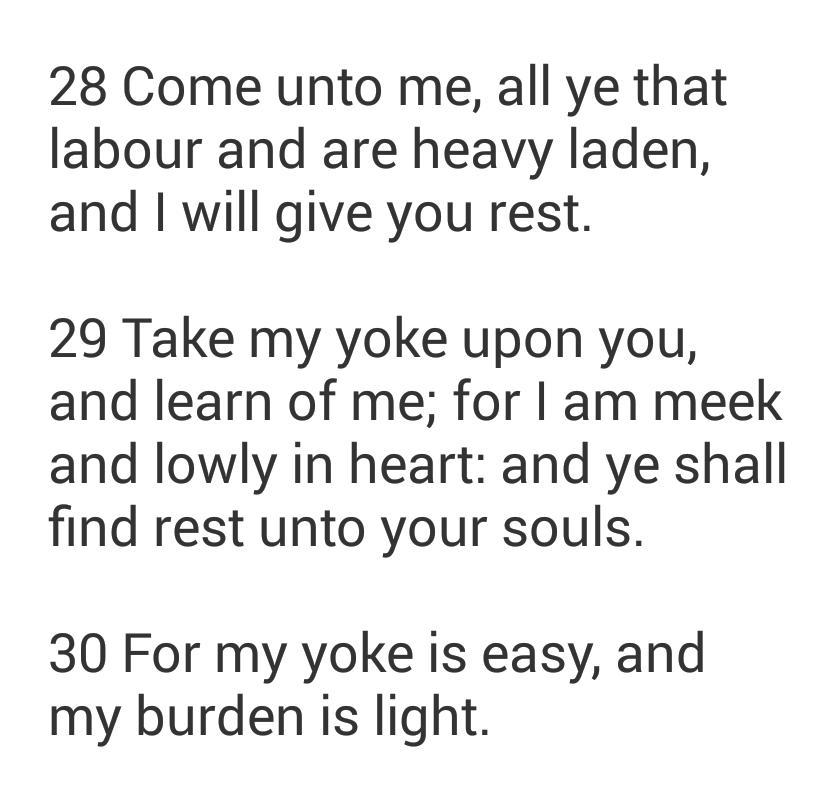 28 Come unto me, all ye that
labour and are heavy laden,
and I will give you rest.
29 Take my yoke upon you,
and learn of me; for I am meek
and lowly in heart: and ye shall
find rest unto your souls.
30 For my yoke is easy, and
my burden is light.